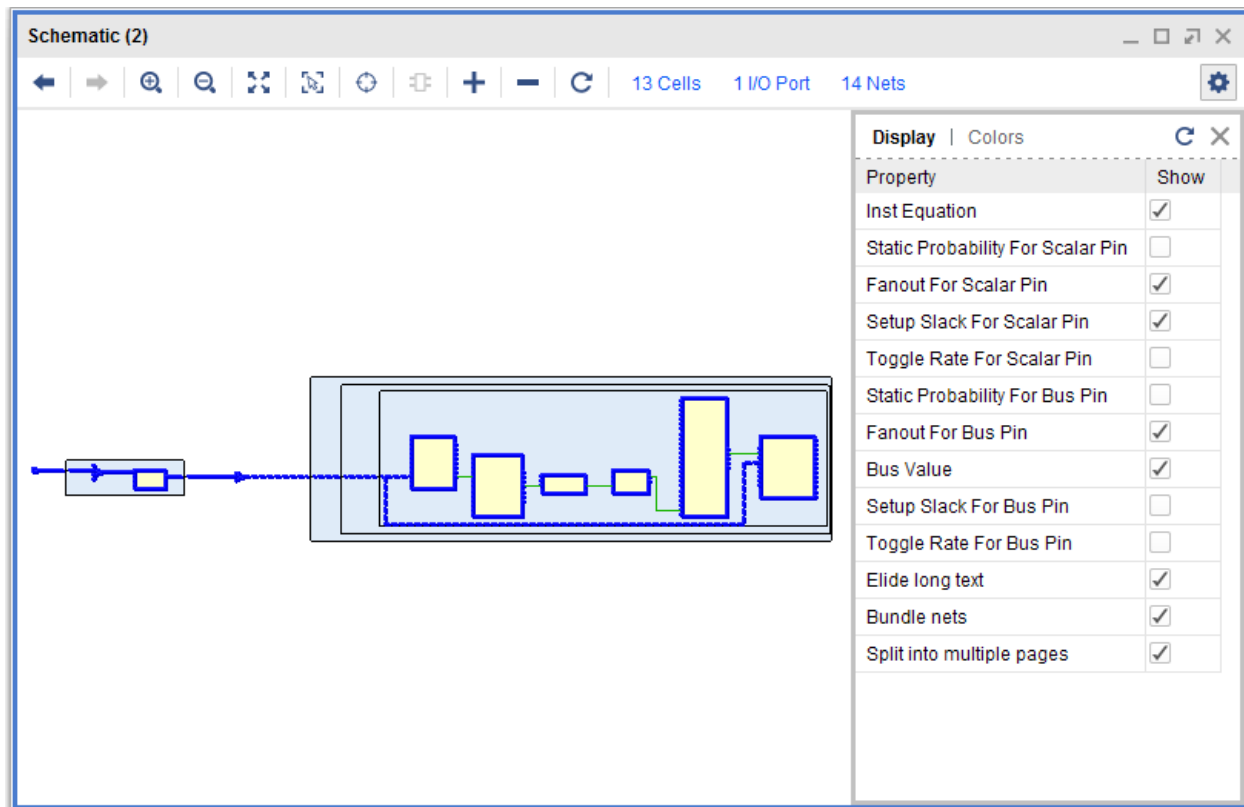 Schematic (2)
13 Cells 1 I/O Port 14 Nets
Display | Colors
Property Show
Inst Equation
Static Probability For Scalar Pin
Fanout For Scalar Pin
Setup Slack For Scalar Pin
Toggle Rate For Scalar Pin
Static Probability For Bus Pin
Fanout For Bus Pin
Bus Value
Setup Slack For Bus Pin
Toggle Rate For Bus Pin
Elide long text
Bundle nets
Split into multiple pages